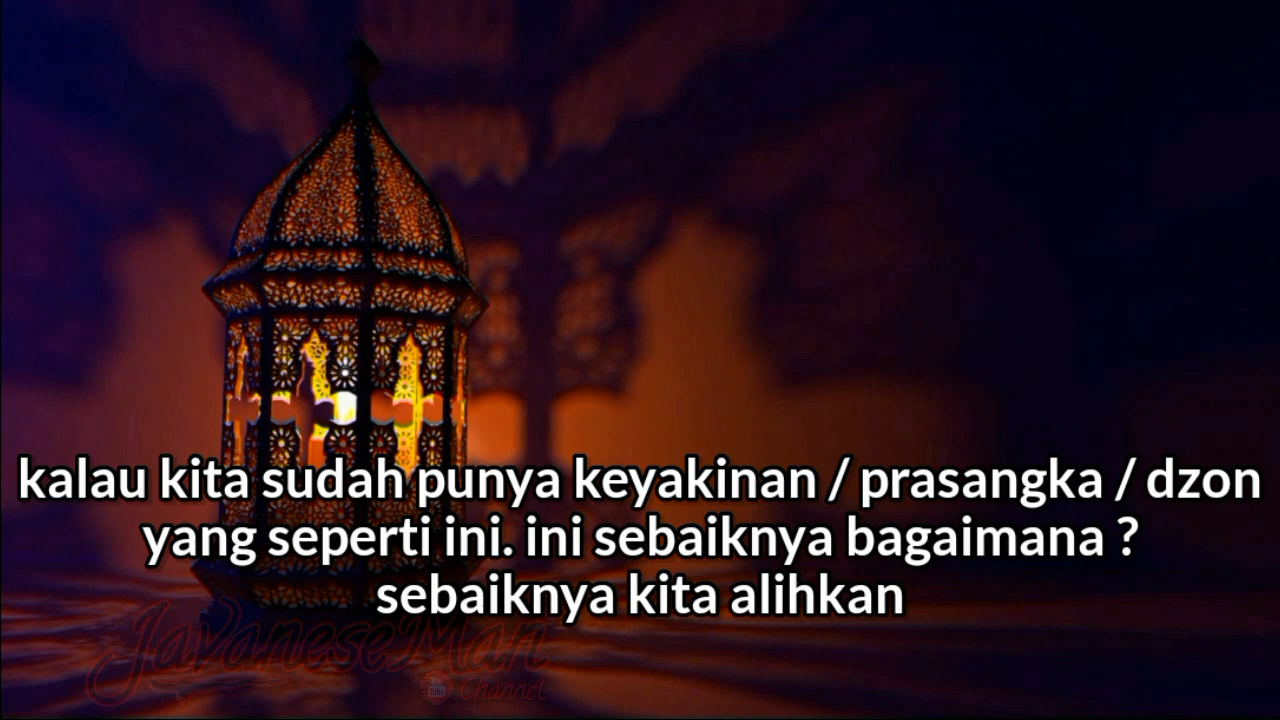 kalau kita sudah punya keyakinan / prasangka / dzon
yang seperti ini. ini sebaiknya bagaimana ?
sebaiknya kita alihkan
JavaneseMan
Channel